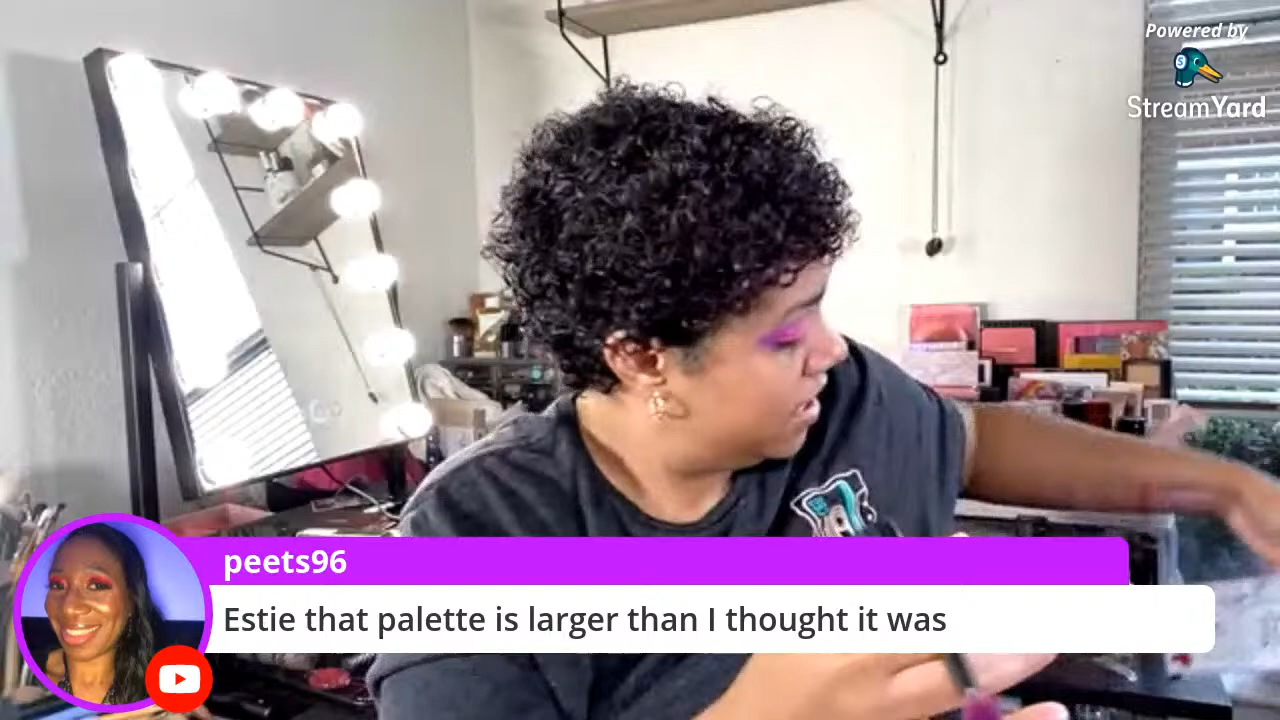 Powered by
StreamYard
peets96
Estie that palette is larger than I thought it was